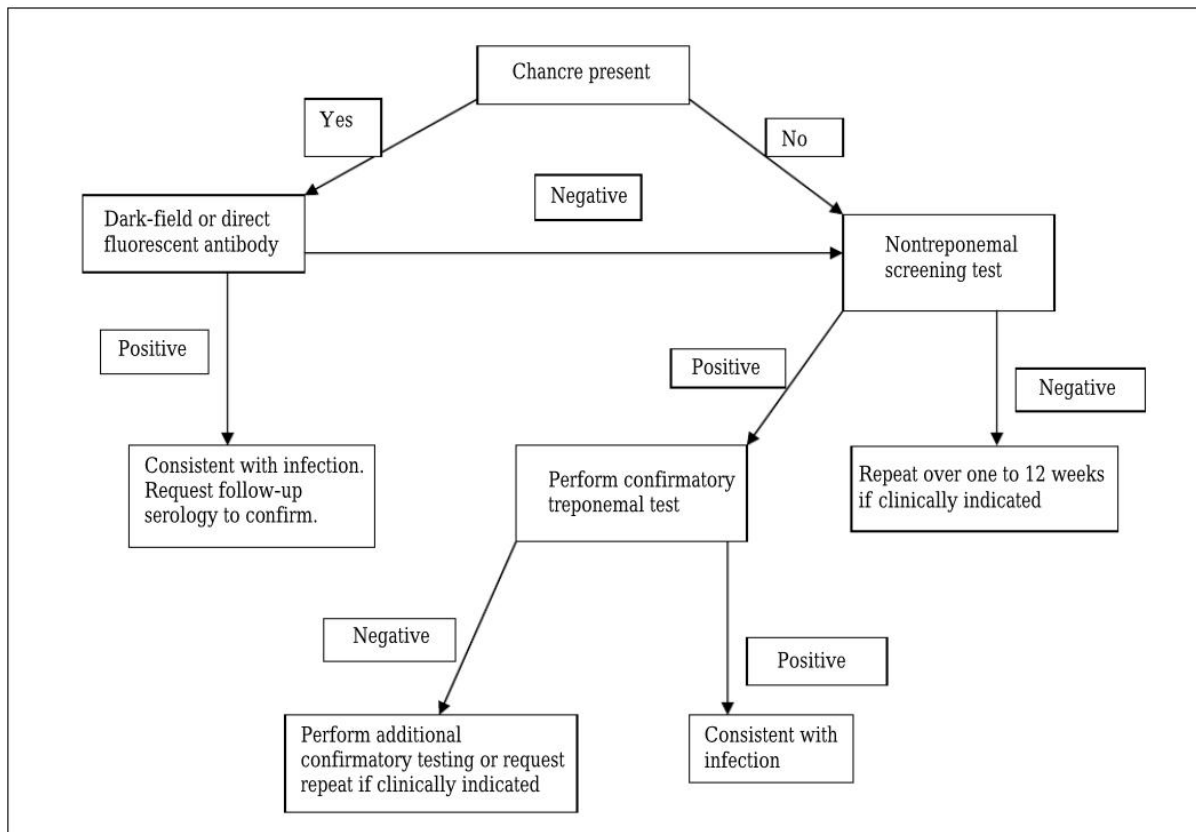 Chancre present
Yes
No
Negative
Dark-field or direct
fluorescent antibody
Nontreponemal
screening test
Positive
Positive
Negative
Consistent with infection.
Request follow-up
serology to confirm.
Perform confirmatory
treponemal test
Repeat over one to 12 weeks
if clinically indicated
Negative
Positive
Perform additional
confirmatory testing or request
repeat if clinically indicated
Consistent with
infection